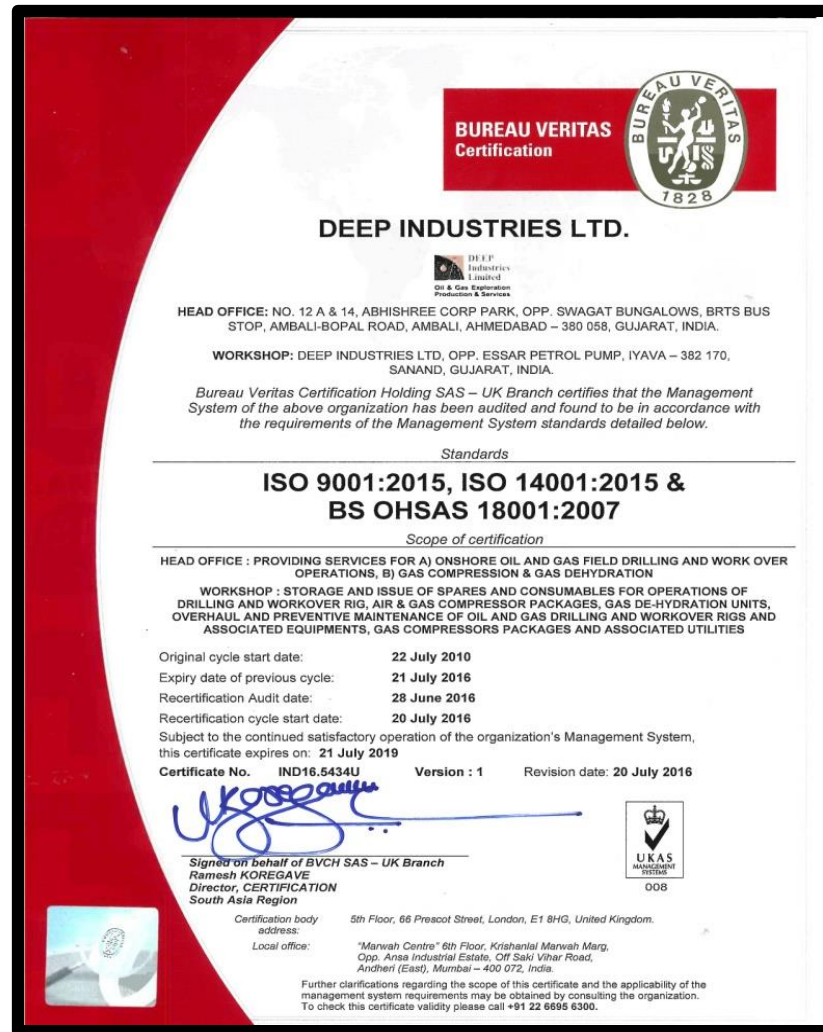 BUREAU VERITAS
Certification
BUREAU VERITAS
1828
DEEP INDUSTRIES LTD.
DEEP
Industries
Limited
Oil & Gas Exploration
Production & Services
HEAD OFFICE: NO. 12 A & 14, ABHISHREE CORP PARK, OPP. SWAGAT BUNGALOWS, BRTS BUS
STOP, AMBALI-BOPAL ROAD, AMBALI, AHMEDABAD – 380 058, GUJARAT, INDIA.
WORKSHOP: DEEP INDUSTRIES LTD, OPP. ESSAR PETROL PUMP, IYAVA – 382 170,
SANAND, GUJARAT, INDIA.
Bureau Veritas Certification Holding SAS – UK Branch certifies that the Management
System of the above organization has been audited and found to be in accordance with
the requirements of the Management System standards detailed below.
Standards
ISO 9001:2015, ISO 14001:2015 &
BS OHSAS 18001:2007
Scope of certification
HEAD OFFICE : PROVIDING SERVICES FOR A) ONSHORE OIL AND GAS FIELD DRILLING AND WORK OVER
OPERATIONS, B) GAS COMPRESSION & GAS DEHYDRATION
WORKSHOP : STORAGE AND ISSUE OF SPARES AND CONSUMABLES FOR OPERATIONS OF
DRILLING AND WORKOVER RIG, AIR & GAS COMPRESSOR PACKAGES, GAS DE-HYDRATION UNITS,
OVERHAUL AND PREVENTIVE MAINTENANCE OF OIL AND GAS DRILLING AND WORKOVER RIGS AND
ASSOCIATED EQUIPMENTS, GAS COMPRESSORS PACKAGES AND ASSOCIATED UTILITIES
Original cycle start date: 22 July 2010
Expiry date of previous cycle: 21 July 2016
Recertification Audit date: 28 June 2016
Recertification cycle start date: 20 July 2016
Subject to the continued satisfactory operation of the organization's Management System,
this certificate expires on: 21 July 2019
Certificate No. IND16.5434U Version : 1 Revision date: 20 July 2016
Signed on behalf of BVCH SAS – UK Branch
Ramesh KOREGAVE
Director, CERTIFICATION
South Asia Region
UKAS
MANAGEMENT
SYSTEMS
008
Certification body address: 5th Floor, 66 Prescot Street, London, E1 8HG, United Kingdom.
Local office: "Marwah Centre" 6th Floor, Krishanlal Marwah Marg,
Opp. Ansa Industrial Estate, Off Saki Vihar Road,
Andheri (East), Mumbai – 400 072, India.
Further clarifications regarding the scope of this certificate and the applicability of the
management system requirements may be obtained by consulting the organization.
To check this certificate validity please call +91 22 6695 6300.